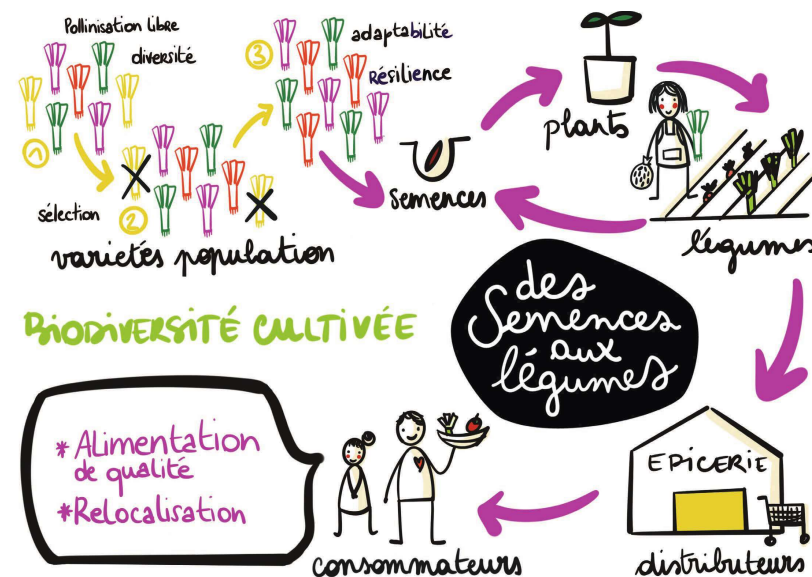 Pollinisation libre
diversité
1
sélection
2
variétés population
3
adaptabilité
Résilience
semences
plants
légumes
BIODIVERSITÉ CULTIVÉE
des
Semences
aux
légumes
* Alimentation
de qualité
* Relocalisation
consommateurs
EPICERIE
distributeurs